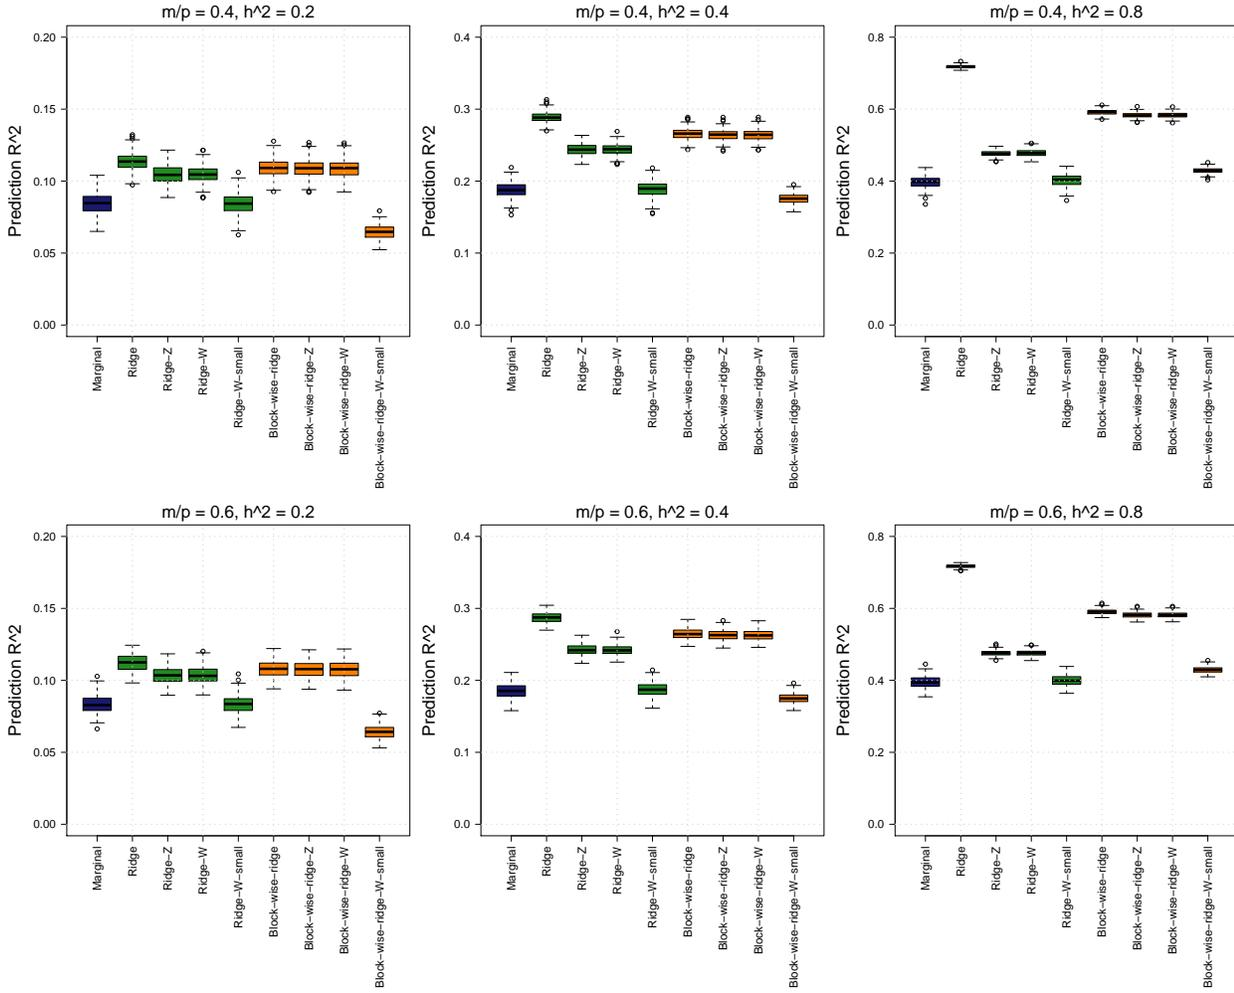 m/p = 0.4, h^2 = 0.2
Prediction R^2
0.20
0.15
0.10
0.05
0.00
Marginal
Ridge
Ridge−Z
Ridge−W
Ridge−W−small
Block−wise−ridge
Block−wise−ridge−Z
Block−wise−ridge−W
Block−wise−ridge−W−small
m/p = 0.4, h^2 = 0.4
Prediction R^2
0.4
0.3
0.2
0.1
0.0
Marginal
Ridge
Ridge−Z
Ridge−W
Ridge−W−small
Block−wise−ridge
Block−wise−ridge−Z
Block−wise−ridge−W
Block−wise−ridge−W−small
m/p = 0.4, h^2 = 0.8
Prediction R^2
0.8
0.6
0.4
0.2
0.0
Marginal
Ridge
Ridge−Z
Ridge−W
Ridge−W−small
Block−wise−ridge
Block−wise−ridge−Z
Block−wise−ridge−W
Block−wise−ridge−W−small
m/p = 0.6, h^2 = 0.2
Prediction R^2
0.20
0.15
0.10
0.05
0.00
Marginal
Ridge
Ridge−Z
Ridge−W
Ridge−W−small
Block−wise−ridge
Block−wise−ridge−Z
Block−wise−ridge−W
Block−wise−ridge−W−small
m/p = 0.6, h^2 = 0.4
Prediction R^2
0.4
0.3
0.2
0.1
0.0
Marginal
Ridge
Ridge−Z
Ridge−W
Ridge−W−small
Block−wise−ridge
Block−wise−ridge−Z
Block−wise−ridge−W
Block−wise−ridge−W−small
m/p = 0.6, h^2 = 0.8
Prediction R^2
0.8
0.6
0.4
0.2
0.0
Marginal
Ridge
Ridge−Z
Ridge−W
Ridge−W−small
Block−wise−ridge
Block−wise−ridge−Z
Block−wise−ridge−W
Block−wise−ridge−W−small